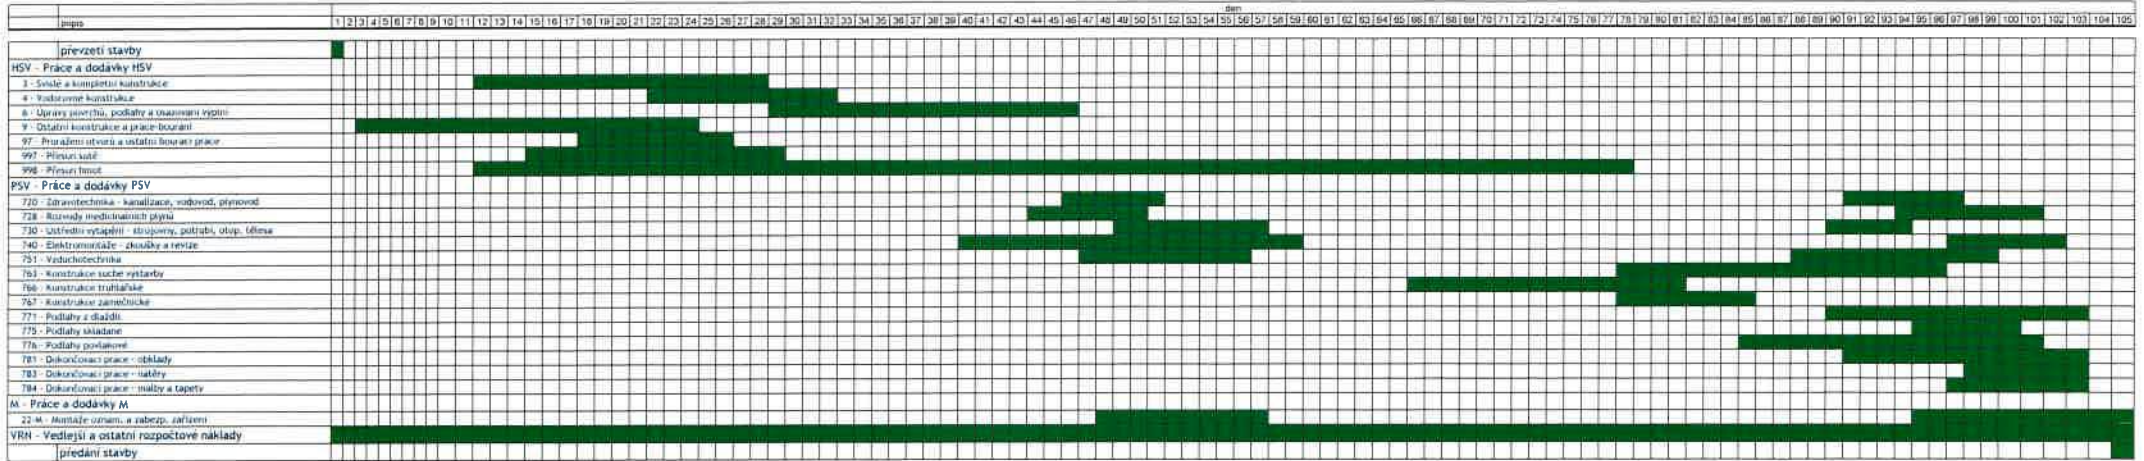 den
popis 1 2 3 4 5 6 7 8 9 10 11 12 13 14 15 16 17 18 19 20 21 22 23 24 25 26 27 28 29 30 31 32 33 34 35 36 37 38 39 40 41 42 43 44 45 46 47 48 49 50 51 52 53 54 55 56 57 58 59 60 61 62 63 64 65 66 67 68 69 70 71 72 73 74 75 76 77 78 79 80 81 82 83 84 85 86 87 88 89 90 91 92 93 94 95 96 97 98 99 100 101 102 103 104 105
převzetí stavby
HSV - Práce a dodávky HSV
3 - Svislé a kompletní konstrukce
4 - Vodorovné konstrukce
6 - Úpravy povrchů, podlahy a osazování výplní
9 - Ostatní konstrukce a práce-bourání
97 - Prorážení otvorů a ostatní bourací práce
997 - Přesun sutě
998 - Přesun hmot
PSV - Práce a dodávky PSV
720 - Zdravotechnika - kanalizace, vodovod, plynovod
728 - Rozvody medicinálních plynů
730 - Ústřední vytápění - strojovny, potrubí, otop. tělesa
740 - Elektromontáže - zkoušky a revize
751 - Vzduchotechnika
763 - Konstrukce suché výstavby
766 - Konstrukce truhlářské
767 - Konstrukce zámečnické
771 - Podlahy z dlaždic
775 - Podlahy skládané
776 - Podlahy povlakové
781 - Dokončovací práce - obklady
783 - Dokončovací práce - nátěry
784 - Dokončovací práce - malby a tapety
M - Práce a dodávky M
22-M - Montáže oznam. a zabezp. zařízení
VRN - Vedlejší a ostatní rozpočtové náklady
předání stavby